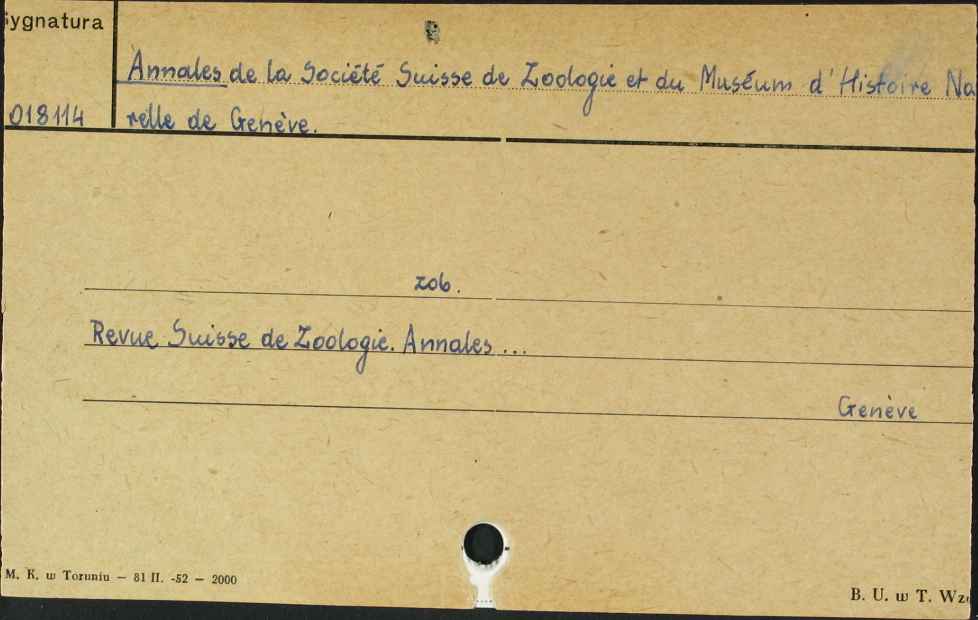 Sygnatura
Annales de la Société Suisse de Zoologie et du Muséum d'Histoire Na
018114
relle de Genève.
zob.
Revue Suisse de Zoologie. Annales ...
Genève
M. K. w Toruniu — 81 II. -52 — 2000
B. U. w T. Wz